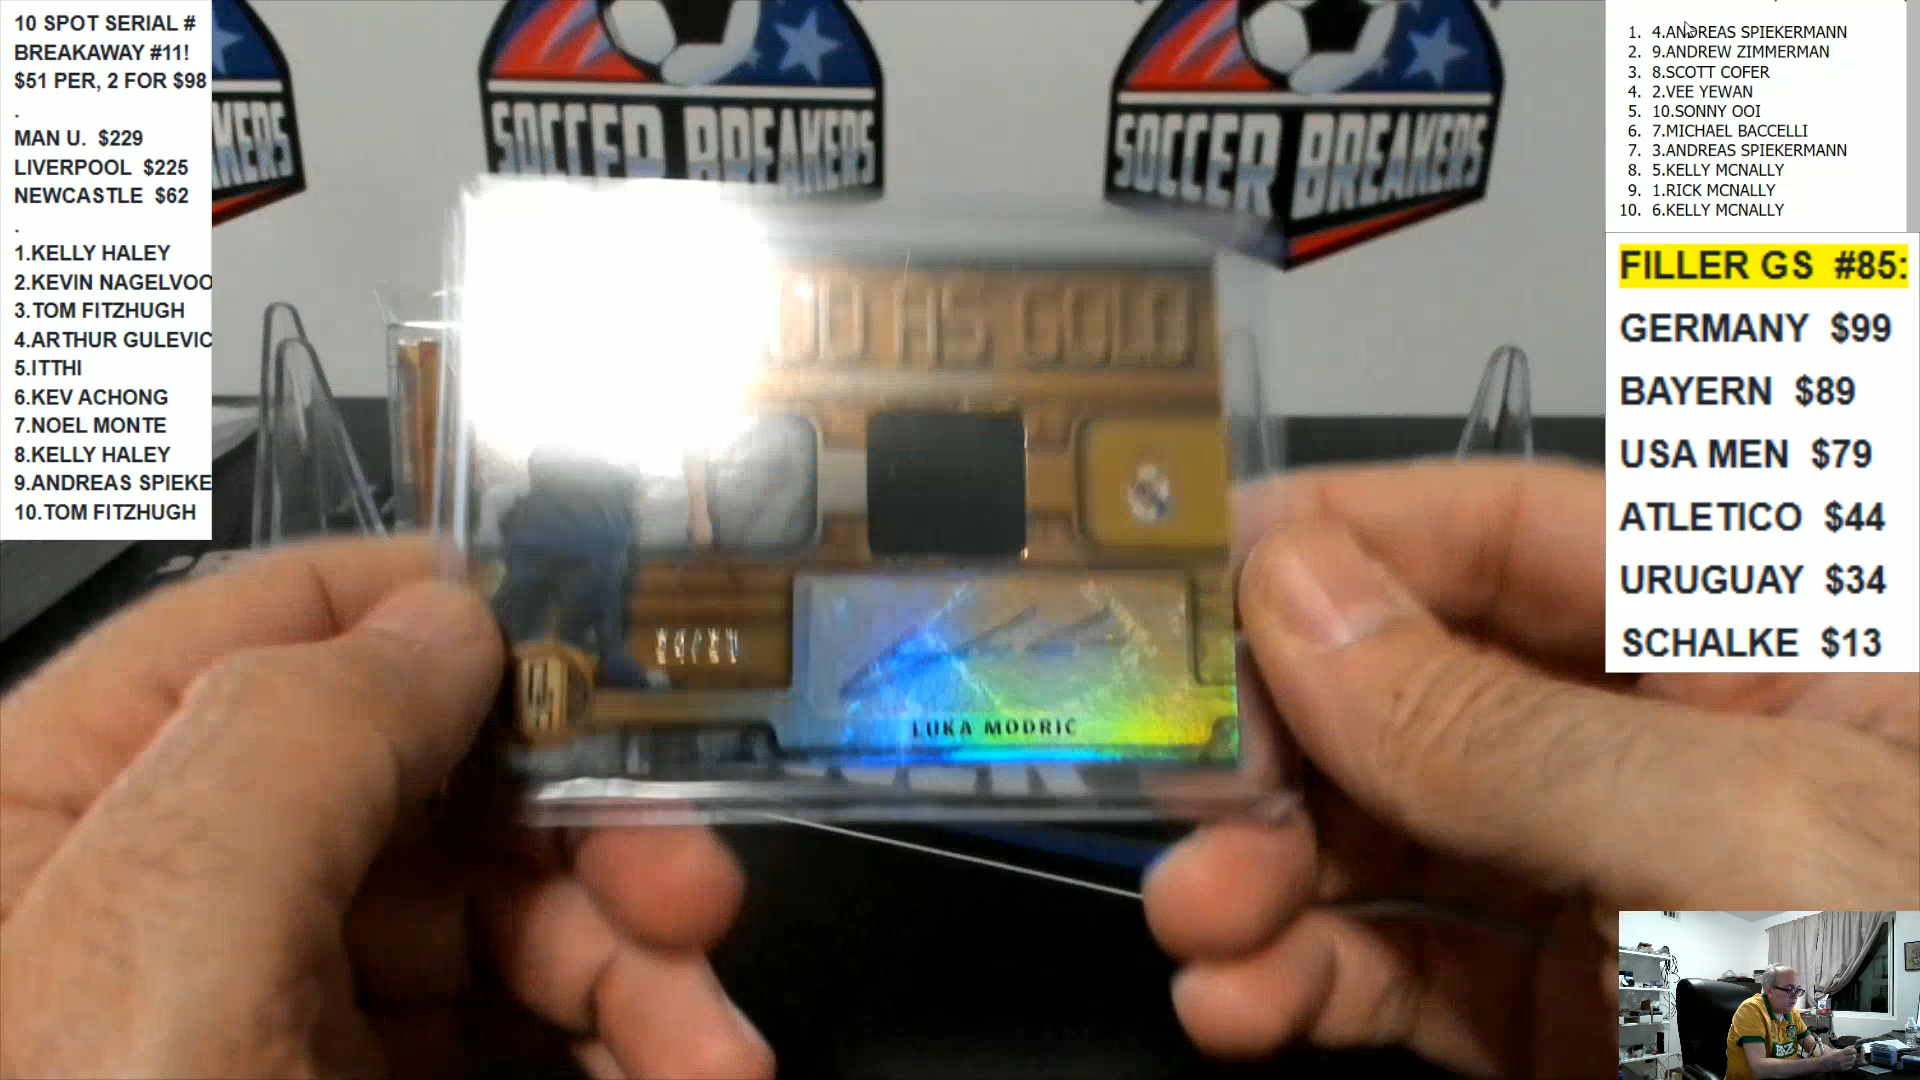 10 SPOT SERIAL #
BREAKAWAY #11!
$51 PER, 2 FOR $98
.
MAN U. $229
LIVERPOOL $225
NEWCASTLE $62
.
1.KELLY HALEY
2.KEVIN NAGELVOO
3.TOM FITZHUGH
4.ARTHUR GULEVIC
5.ITTHI
6.KEV ACHONG
7.NOEL MONTE
8.KELLY HALEY
9.ANDREAS SPIEKE
10.TOM FITZHUGH
SOCCER BREAKERS
SOCCER BREAKERS
AS GOLD
LUKA MODRIĆ
1. 4.ANDREAS SPIEKERMANN
2. 9.ANDREW ZIMMERMAN
3. 8.SCOTT COFER
4. 2.VEE YEWAN
5. 10.SONNY OOI
6. 7.MICHAEL BACCELLI
7. 3.ANDREAS SPIEKERMANN
8. 5.KELLY MCNALLY
9. 1.RICK MCNALLY
10. 6.KELLY MCNALLY
FILLER GS #85:
GERMANY $99
BAYERN $89
USA MEN $79
ATLETICO $44
URUGUAY $34
SCHALKE $13